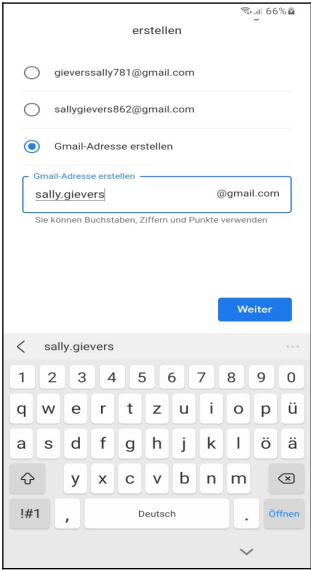 66%
erstellen
gieverssally781@gmail.com
sallygievers862@gmail.com
Gmail-Adresse erstellen
Gmail-Adresse erstellen
sally.gievers @gmail.com
Sie können Buchstaben, Ziffern und Punkte verwenden
Weiter
sally.gievers
1 2 3 4 5 6 7 8 9 0
q w e r t z u i o p ü
a s d f g h j k l ö ä
y x c v b n m
!#1 , Deutsch . Öffnen